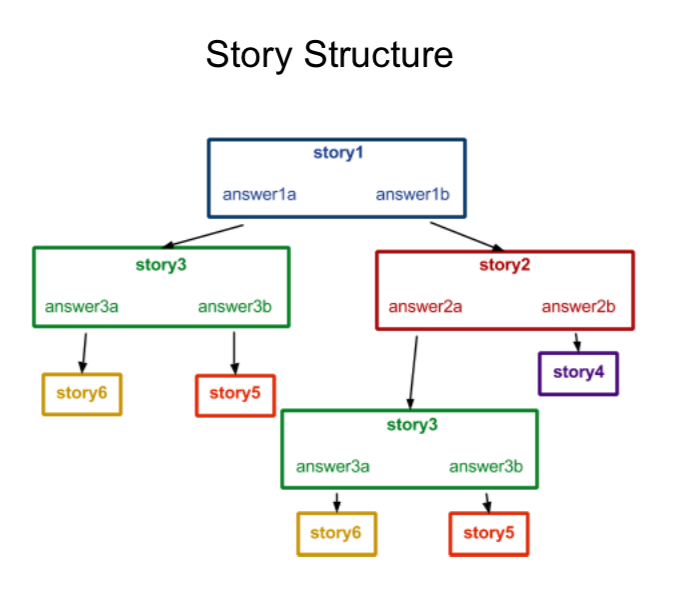 Story Structure
story1
answer1a answer1b
story3
answer3a answer3b
story2
answer2a answer2b
story6
story5
story4
story3
answer3a answer3b
story6
story5